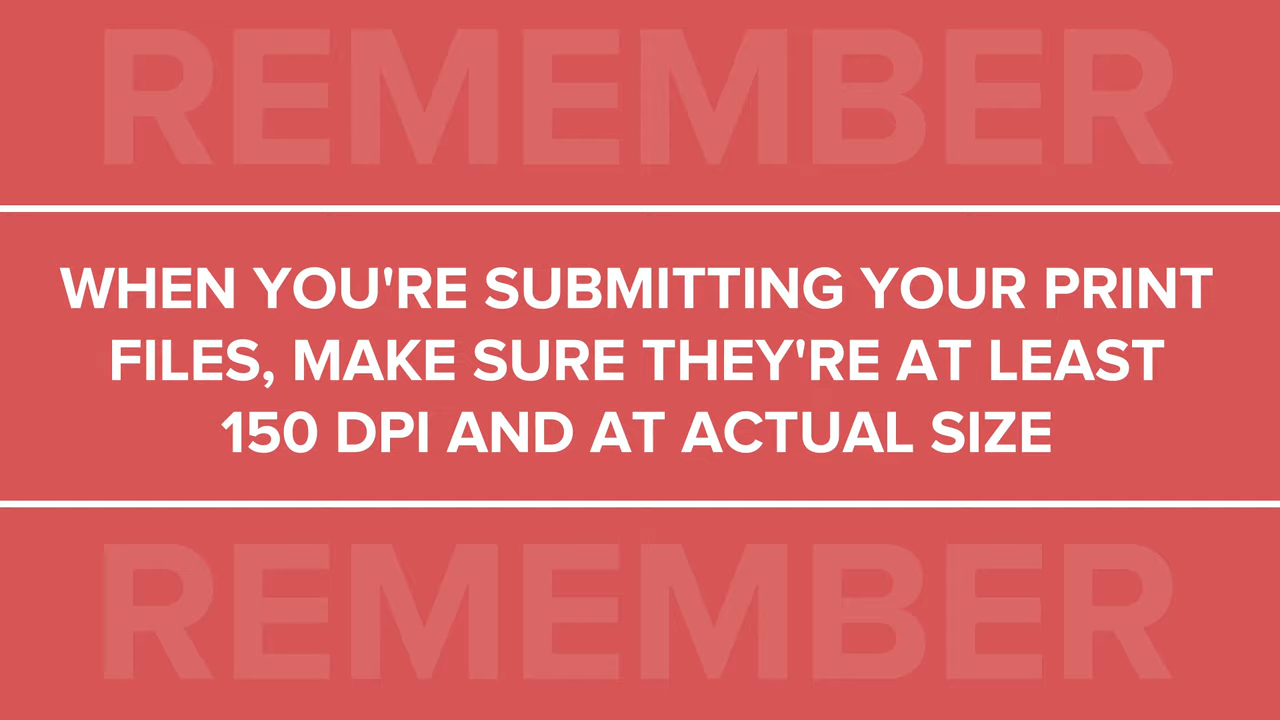 REMEMBER
WHEN YOU'RE SUBMITTING YOUR PRINT
FILES, MAKE SURE THEY'RE AT LEAST
150 DPI AND AT ACTUAL SIZE
REMEMBER